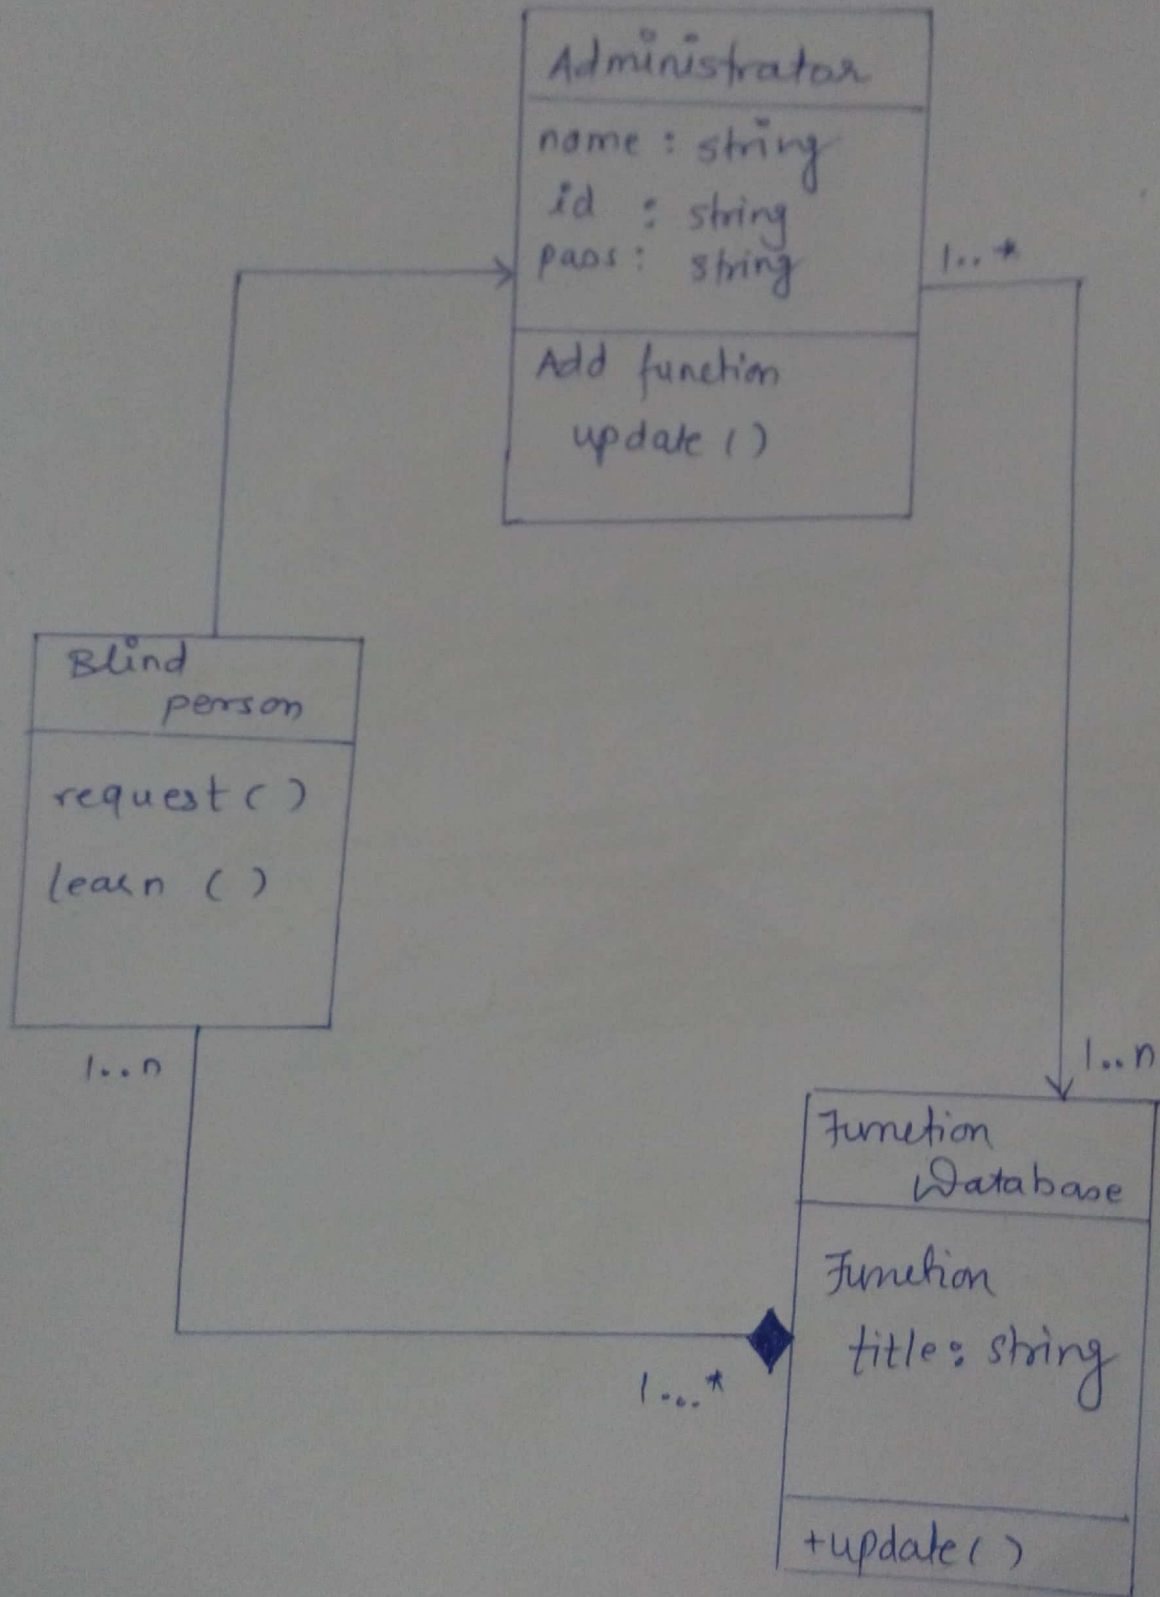 Administrator
name : string
id : string
pass : string
1..*
Add function
update ( )
Blind
person
request ( )
learn ( )
1..n
1..n
Function
Database
Function
title : string
1...*
+update ( )